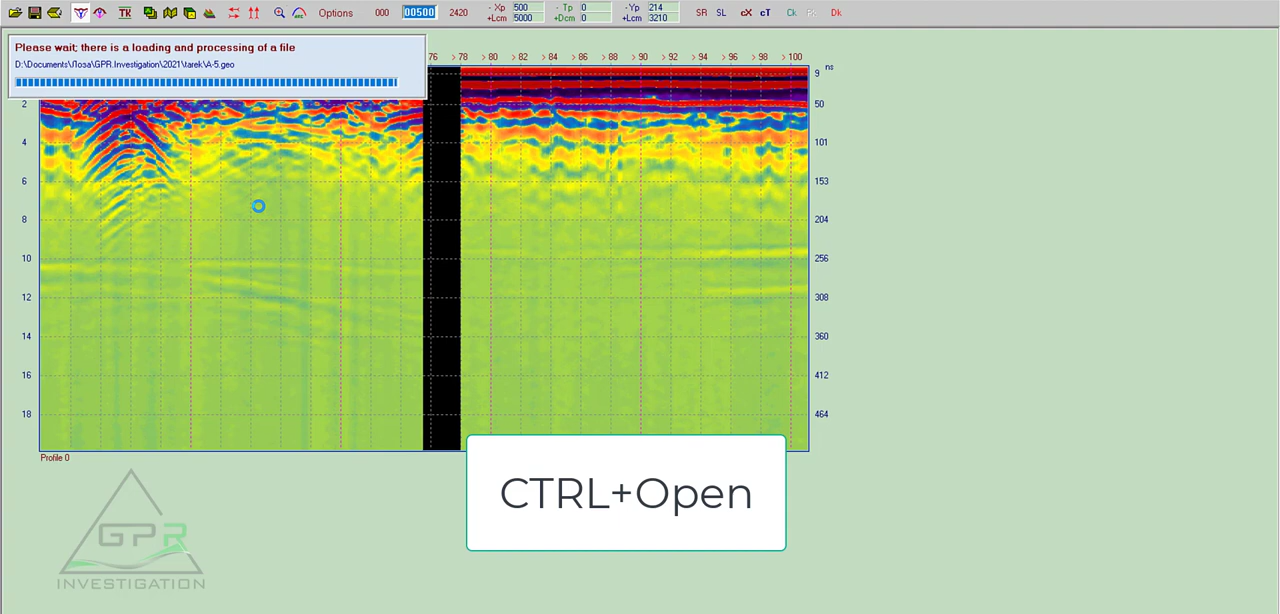 TK Options 000 00500 2420 - Xp 500 - Tp 0 - Yp 214 SR SL cX cT Ck Dk
+Lcm 5000 +Dcm 0 +Lcm 3210
Please wait; there is a loading and processing of a file
D:\Documents\Лоза\GPR.Investigation\2021\tarek\A-5.geo
76 > 78 > 80 > 82 > 84 > 86 > 88 > 90 > 92 > 94 > 96 > 98 > 100
ns
9
2 50
4 101
6 153
8 204
10 256
12 308
14 360
16 412
18 464
Profile 0
CTRL+Open
GPR
INVESTIGATION